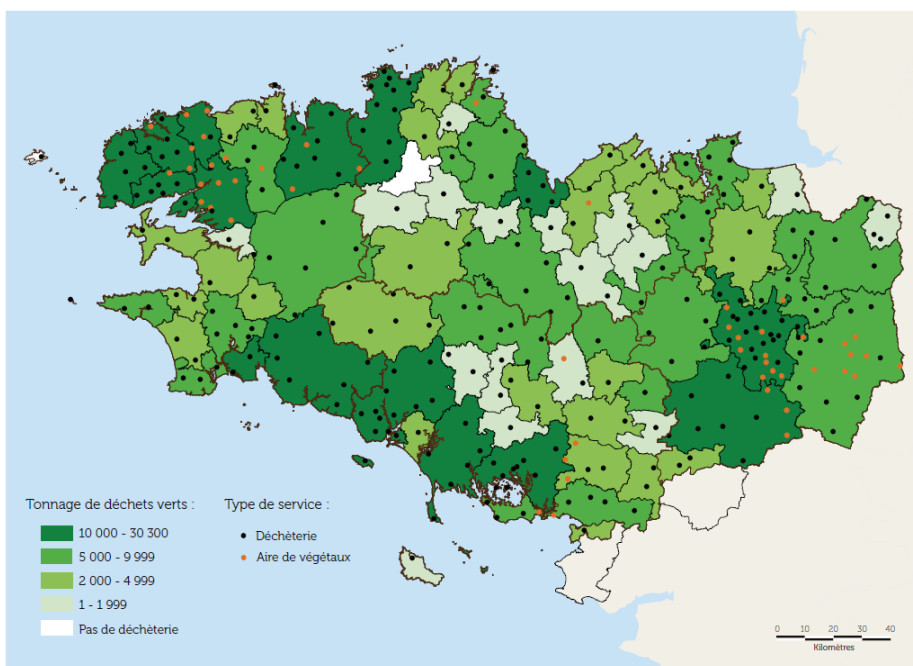 Tonnage de déchets verts :
10 000 - 30 300
5 000 - 9 999
2 000 - 4 999
1 - 1 999
Pas de déchèterie
Type de service :
Déchèterie
Aire de végétaux
0 10 20 30 40
Kilomètres